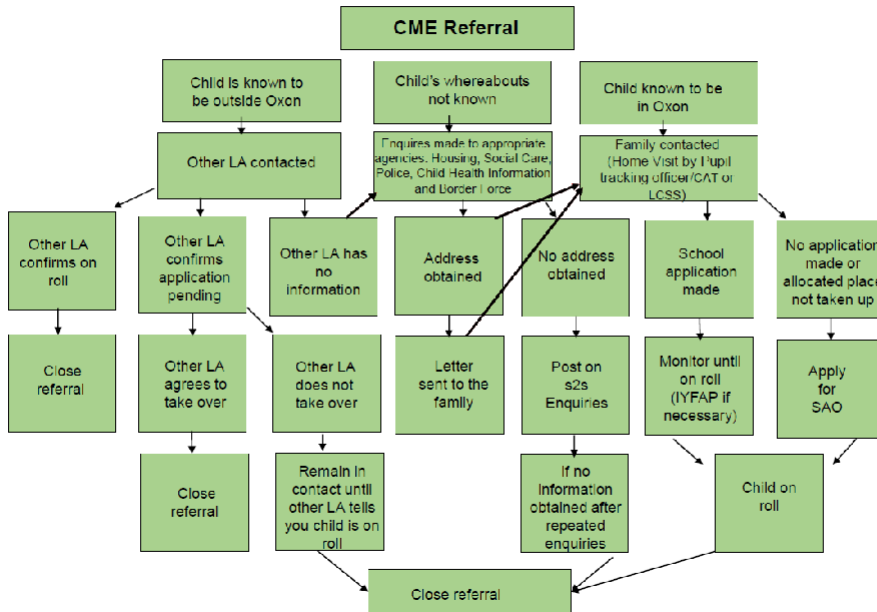 CME Referral
Child is known to
be outside Oxon
Child's whereabouts
not known
Child known to be
in Oxon
Other LA contacted
Enquires made to appropriate
agencies: Housing, Social Care,
Police, Child Health Information
and Border Force
Family contacted
(Home Visit by Pupil
tracking officer/CAT or
LCSS)
Other LA
confirms on
roll
Other LA
confirms
application
pending
Other LA has
no
information
Address
obtained
No address
obtained
School
application
made
No application
made or
allocated place
not taken up
Close
referral
Other LA
agrees to
take over
Other LA
does not
take over
Letter
sent to the
family
Post on
s2s
Enquiries
Monitor until
on roll
(IYFAP if
necessary)
Apply
for
SAO
Close
referral
Remain in
contact until
other LA tells
you child is on
roll
If no
information
obtained after
repeated
enquiries
Child on
roll
Close referral